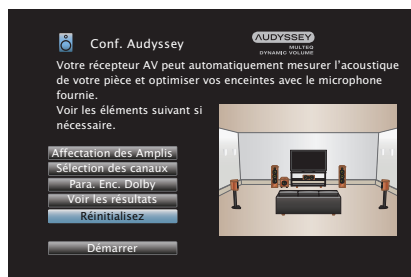 Conf. Audyssey
AUDYSSEY
MULTEQ
DYNAMIC VOLUME
Votre récepteur AV peut automatiquement mesurer l'acoustique
de votre pièce et optimiser vos enceintes avec le microphone
fournie.
Voir les éléments suivant si
nécessaire.
Affectation des Amplis
Sélection des canaux
Para. Enc. Dolby
Voir les résultats
Réinitialisez
Démarrer